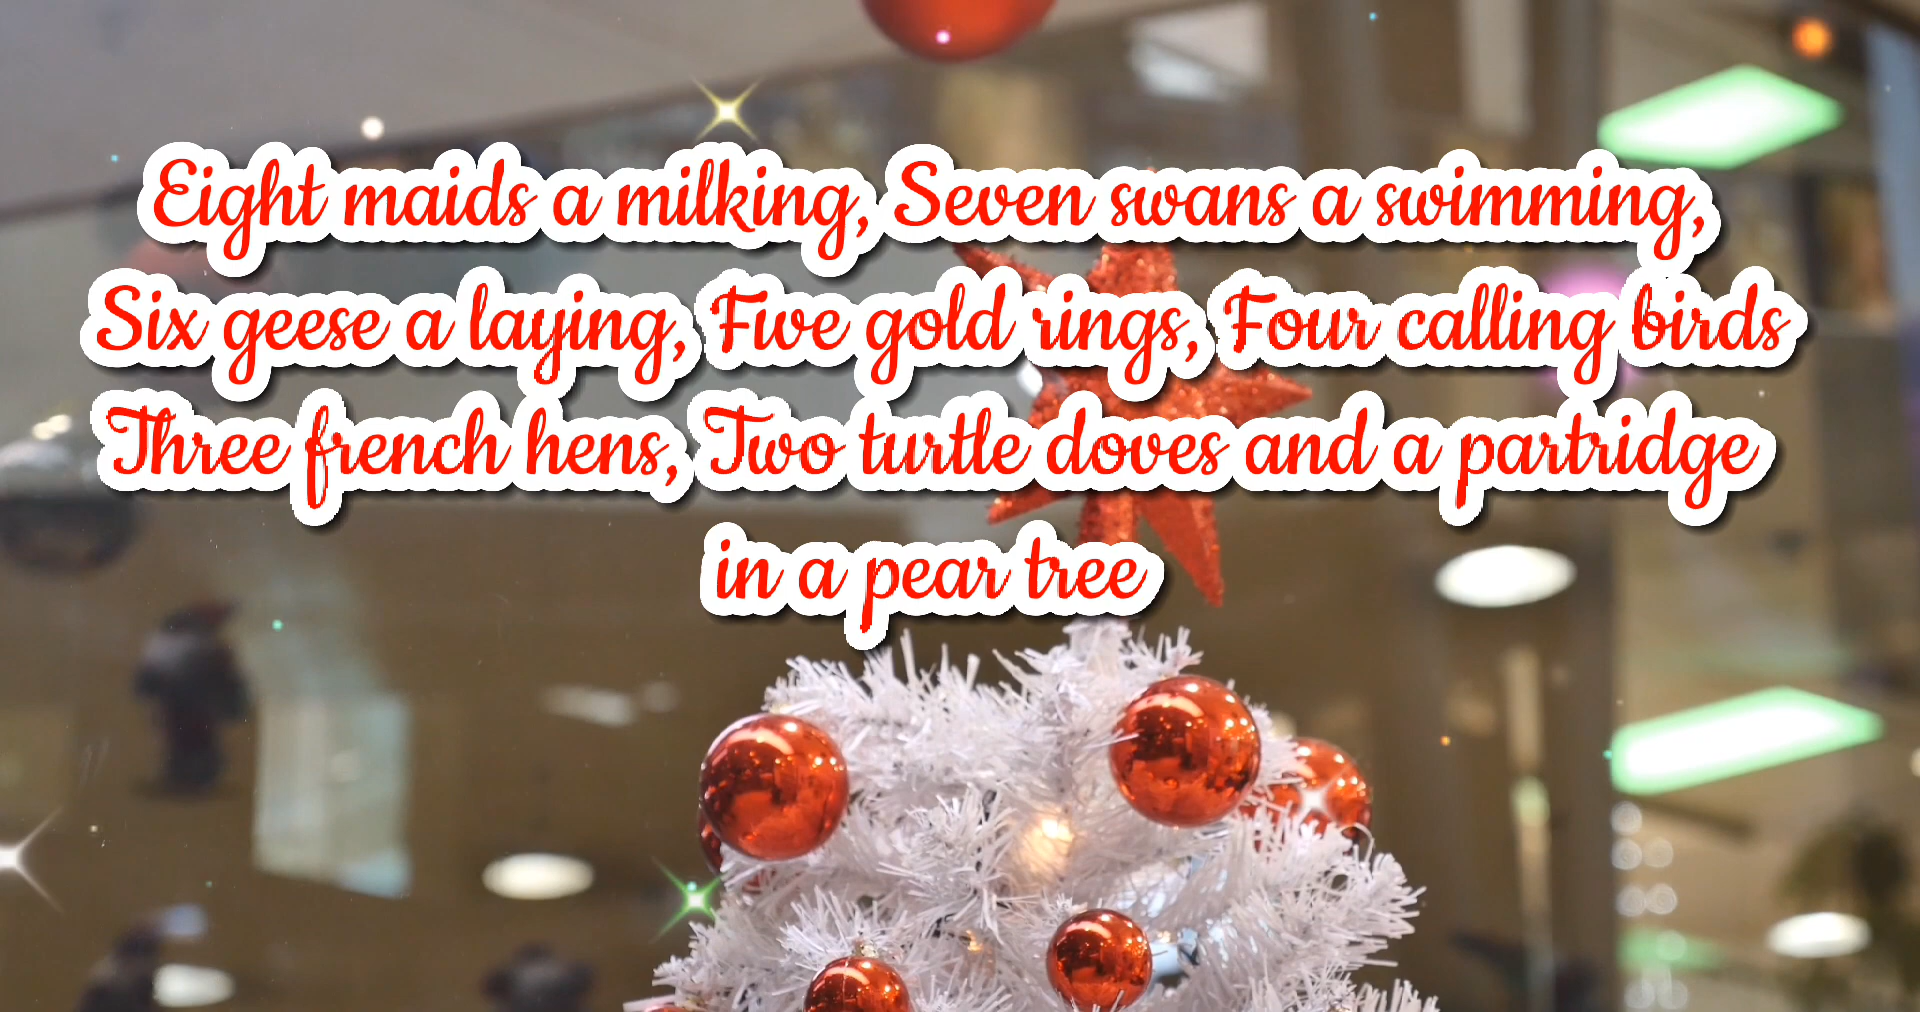 Eight maids a milking, Seven swans a swimming,
Six geese a laying, Five gold rings, Four calling birds
Three french hens, Two turtle doves and a partridge
in a pear tree